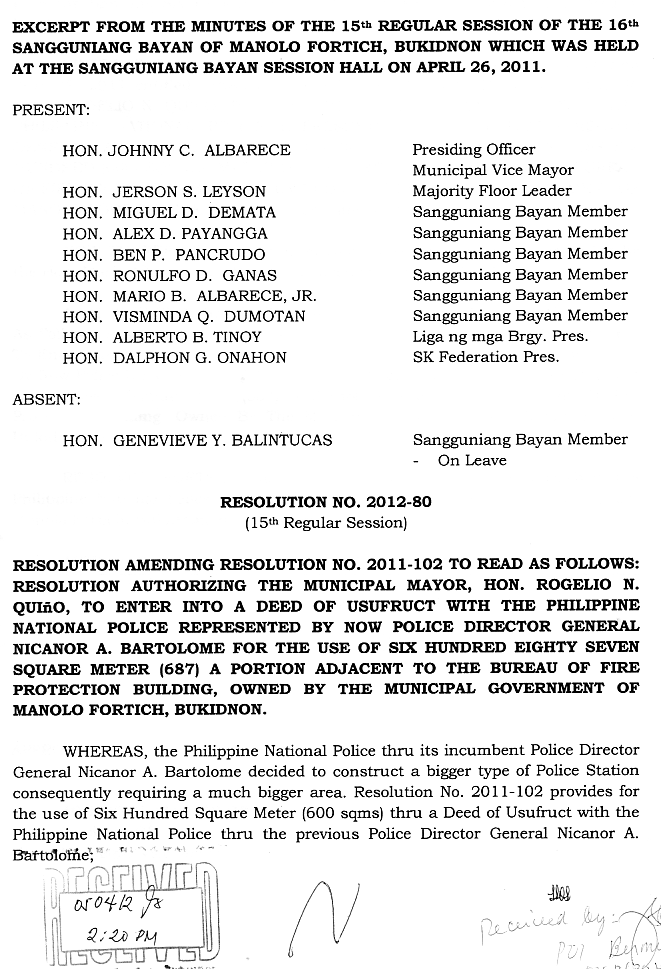 EXCERPT FROM THE MINUTES OF THE 15th REGULAR SESSION OF THE 16th
SANGGUNIANG BAYAN OF MANOLO FORTICH, BUKIDNON WHICH WAS HELD
AT THE SANGGUNIANG BAYAN SESSION HALL ON APRIL 26, 2011.
PRESENT:
HON. JOHNNY C. ALBARECE Presiding Officer
Municipal Vice Mayor
HON. JERSON S. LEYSON Majority Floor Leader
HON. MIGUEL D. DEMATA Sangguniang Bayan Member
HON. ALEX D. PAYANGGA Sangguniang Bayan Member
HON. BEN P. PANCRUDO Sangguniang Bayan Member
HON. RONULFO D. GANAS Sangguniang Bayan Member
HON. MARIO B. ALBARECE, JR. Sangguniang Bayan Member
HON. VISMINDA Q. DUMOTAN Sangguniang Bayan Member
HON. ALBERTO B. TINOY Liga ng mga Brgy. Pres.
HON. DALPHON G. ONAHON SK Federation Pres.
ABSENT:
HON. GENEVIEVE Y. BALINTUCAS Sangguniang Bayan Member
- On Leave
RESOLUTION NO. 2012-80
(15th Regular Session)
RESOLUTION AMENDING RESOLUTION NO. 2011-102 TO READ AS FOLLOWS:
RESOLUTION AUTHORIZING THE MUNICIPAL MAYOR, HON. ROGELIO N.
QUIñO, TO ENTER INTO A DEED OF USUFRUCT WITH THE PHILIPPINE
NATIONAL POLICE REPRESENTED BY NOW POLICE DIRECTOR GENERAL
NICANOR A. BARTOLOME FOR THE USE OF SIX HUNDRED EIGHTY SEVEN
SQUARE METER (687) A PORTION ADJACENT TO THE BUREAU OF FIRE
PROTECTION BUILDING, OWNED BY THE MUNICIPAL GOVERNMENT OF
MANOLO FORTICH, BUKIDNON.
WHEREAS, the Philippine National Police thru its incumbent Police Director
General Nicanor A. Bartolome decided to construct a bigger type of Police Station
consequently requiring a much bigger area. Resolution No. 2011-102 provides for
the use of Six Hundred Square Meter (600 sqms) thru a Deed of Usufruct with the
Philippine National Police thru the previous Police Director General Nicanor A.
Bartolome;
RECEIVED
2:20 PM
RECEIVED
Received by: